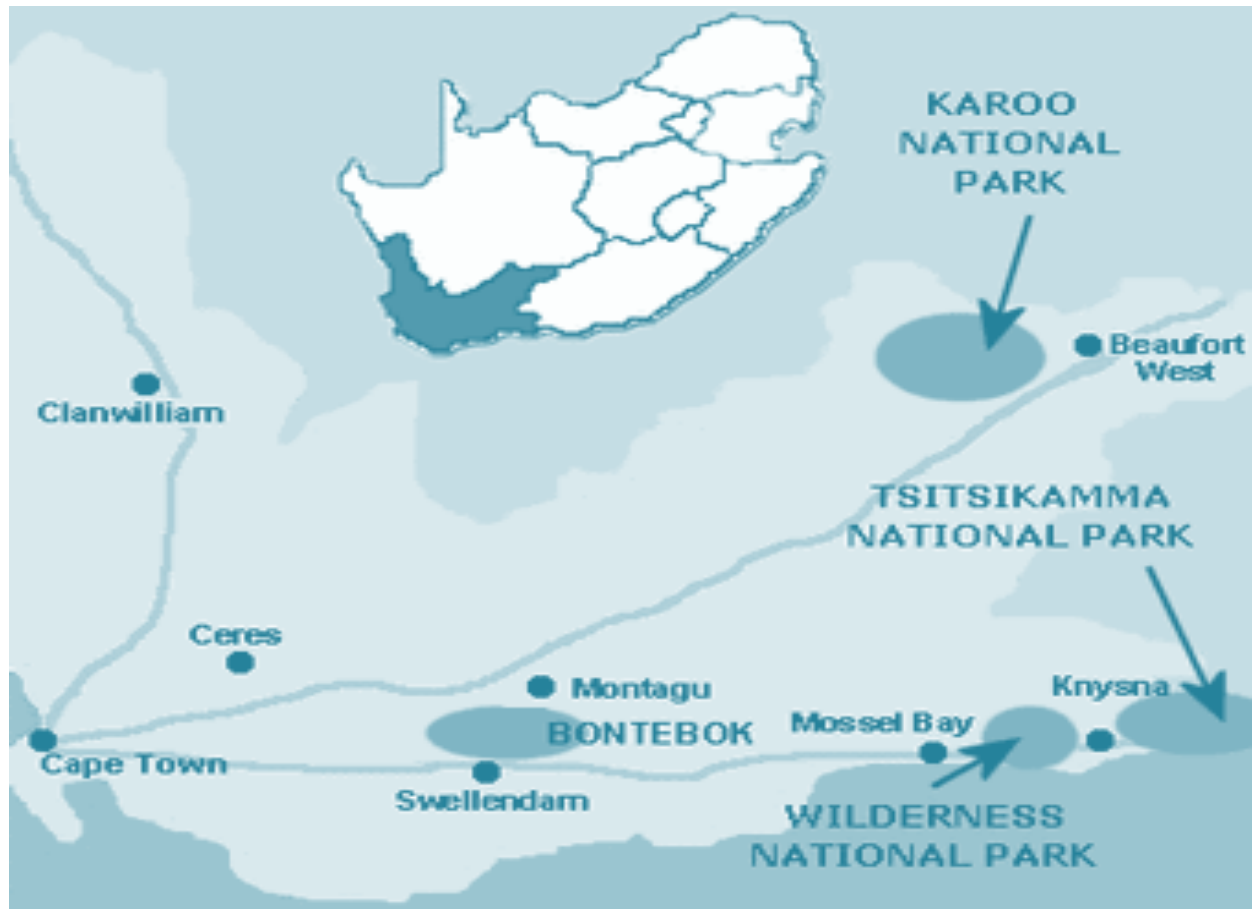 KAROO
NATIONAL
PARK
Beaufort
West
Clanwilliam
TSITSIKAMMA
NATIONAL PARK
Ceres
Montagu
Knysna
BONTEBOK
Mossel Bay
Cape Town
Swellendam
WILDERNESS
NATIONAL PARK